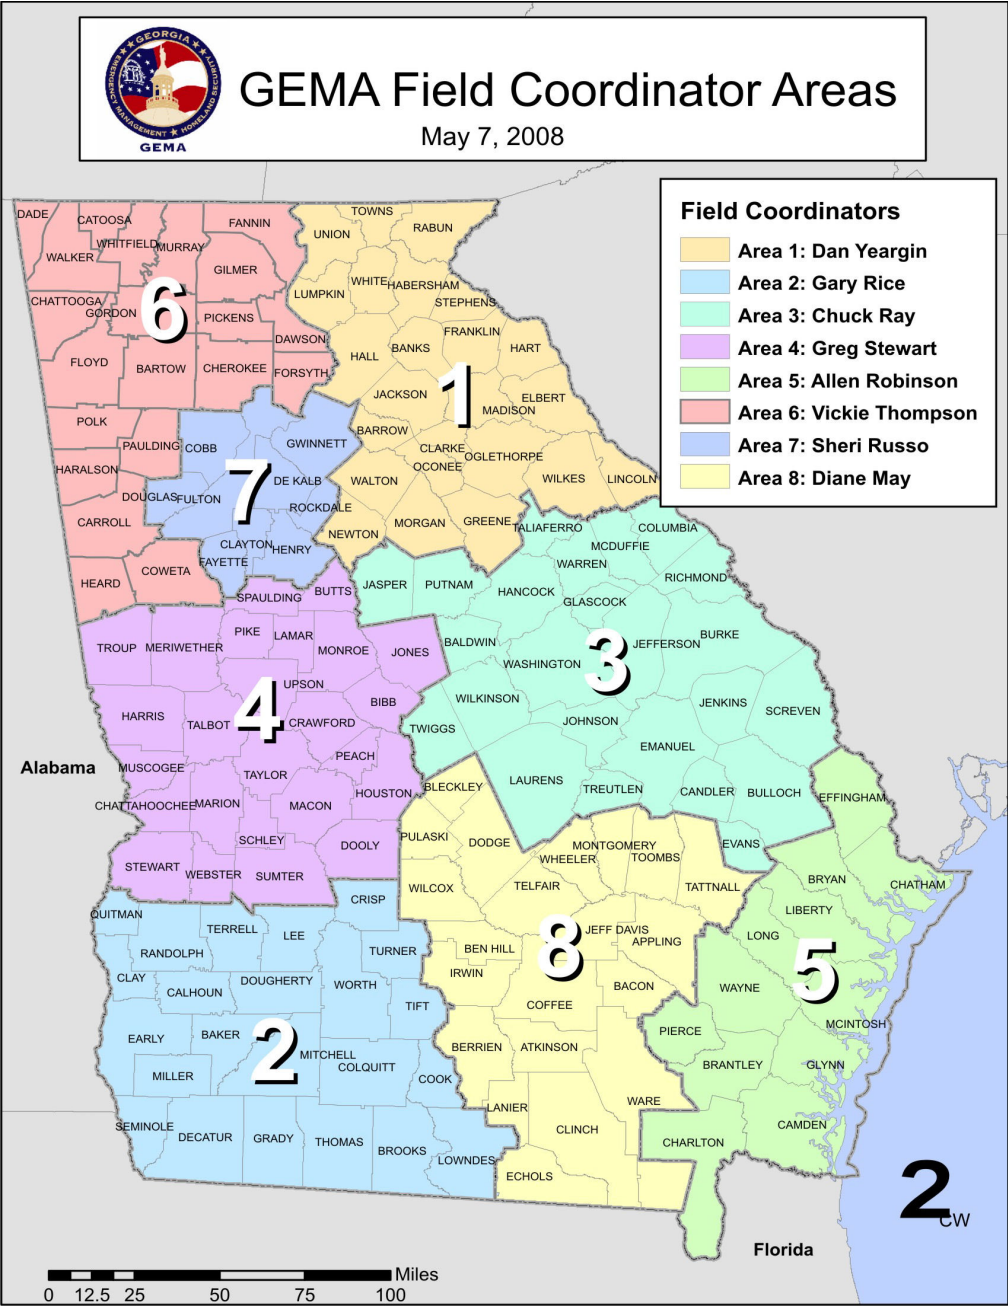 GEORGIA
EMERGENCY MANAGEMENT ★ HOMELAND SECURITY
GEMA
GEMA Field Coordinator Areas
May 7, 2008
Field Coordinators
Area 1: Dan Yeargin
Area 2: Gary Rice
Area 3: Chuck Ray
Area 4: Greg Stewart
Area 5: Allen Robinson
Area 6: Vickie Thompson
Area 7: Sheri Russo
Area 8: Diane May
6
DADE
CATOOSA
FANNIN
WHITFIELD
MURRAY
WALKER
GILMER
CHATTOOGA
GORDON
PICKENS
DAWSON
FLOYD
BARTOW
CHEROKEE
FORSYTH
POLK
PAULDING
HARALSON
DOUGLAS
CARROLL
COWETA
HEARD
1
TOWNS
UNION
RABUN
WHITE
HABERSHAM
LUMPKIN
STEPHENS
FRANKLIN
BANKS
HART
HALL
JACKSON
ELBERT
MADISON
BARROW
CLARKE
OGLETHORPE
OCONEE
WALTON
WILKES
LINCOLN
MORGAN
GREENE
NEWTON
7
COBB
GWINNETT
DE KALB
FULTON
ROCKDALE
CLAYTON
HENRY
FAYETTE
3
TALIAFERRO
COLUMBIA
MCDUFFIE
WARREN
RICHMOND
JASPER
PUTNAM
HANCOCK
GLASCOCK
BALDWIN
JEFFERSON
BURKE
WASHINGTON
WILKINSON
JENKINS
SCREVEN
TWIGGS
JOHNSON
EMANUEL
LAURENS
TREUTLEN
CANDLER
BULLOCH
EVANS
4
SPAULDING
BUTTS
PIKE
LAMAR
TROUP
MERIWETHER
MONROE
JONES
UPSON
BIBB
HARRIS
TALBOT
CRAWFORD
PEACH
MUSCOGEE
TAYLOR
HOUSTON
CHATTAHOOCHEE
MARION
MACON
SCHLEY
DOOLY
STEWART
WEBSTER
SUMTER
2
CRISP
QUITMAN
TERRELL
LEE
RANDOLPH
TURNER
CLAY
CALHOUN
DOUGHERTY
WORTH
TIFT
EARLY
BAKER
MITCHELL
COLQUITT
MILLER
COOK
SEMINOLE
DECATUR
GRADY
THOMAS
BROOKS
LOWNDES
8
BLECKLEY
PULASKI
DODGE
MONTGOMERY
WHEELER
TOOMBS
WILCOX
TELFAIR
TATTNALL
JEFF DAVIS
APPLING
BEN HILL
IRWIN
BACON
COFFEE
BERRIEN
ATKINSON
LANIER
WARE
CLINCH
ECHOLS
5
EFFINGHAM
BRYAN
CHATHAM
LIBERTY
LONG
WAYNE
MCINTOSH
PIERCE
BRANTLEY
GLYNN
CAMDEN
CHARLTON
Alabama
Florida
2
CW
Miles
0 12.5 25 50 75 100